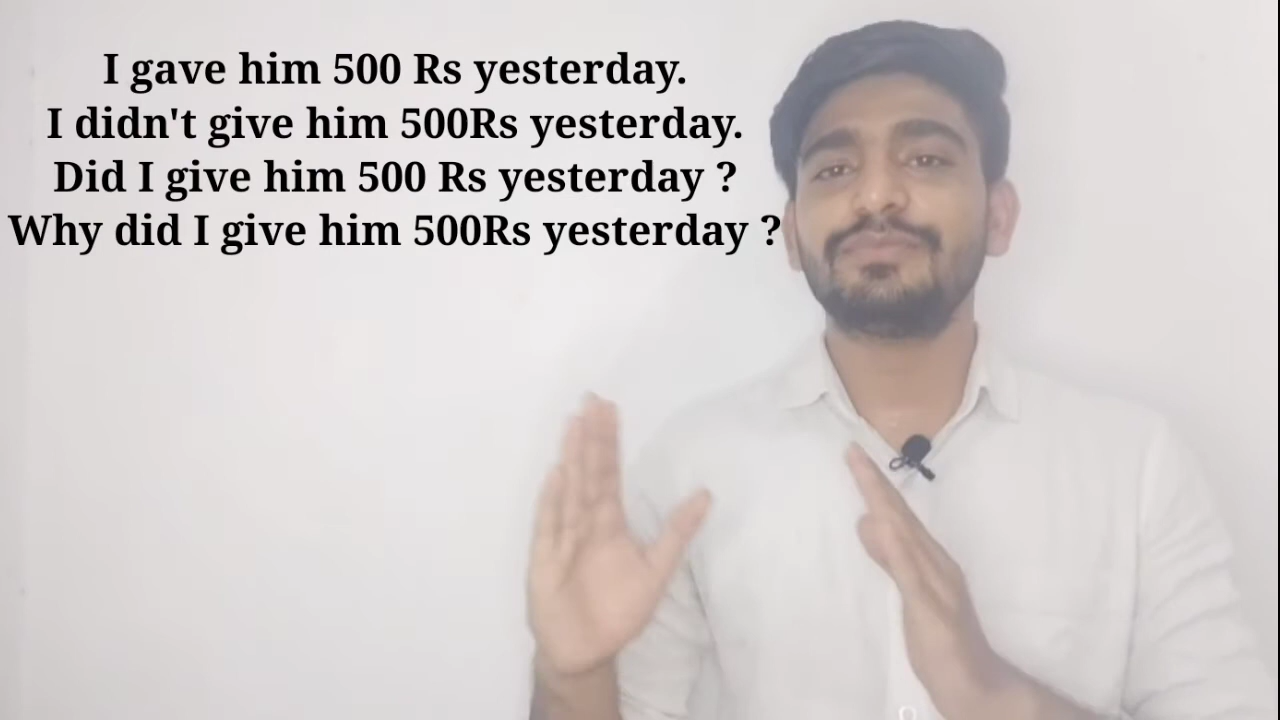 I gave him 500 Rs yesterday.
I didn't give him 500Rs yesterday.
Did I give him 500 Rs yesterday ?
Why did I give him 500Rs yesterday ?